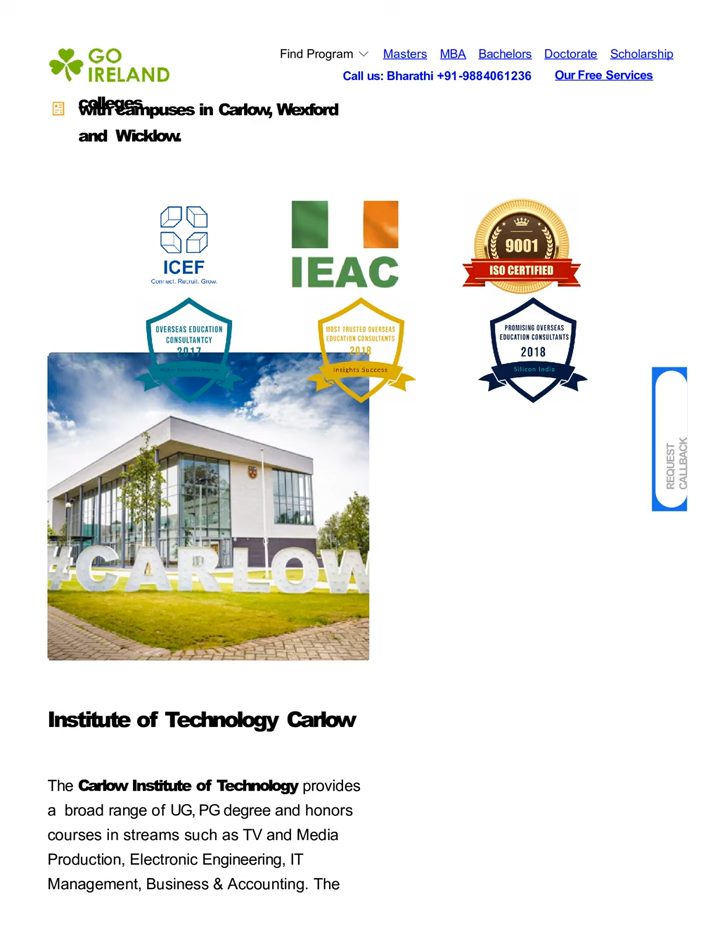 GO
IRELAND
Find Program Masters MBA Bachelors Doctorate Scholarship
Call us: Bharathi +91-9884061236 Our Free Services
colleges
with campuses in Carlow, Wexford
and Wicklow.
ICEF
Connect. Recruit. Grow.
IEAC
9001
ISO CERTIFIED
OVERSEAS EDUCATION
CONSULTANTCY
2017
MOST TRUSTED OVERSEAS
EDUCATION CONSULTANTS
2018
Insights Success
PROMISING OVERSEAS
EDUCATION CONSULTANTS
2018
Silicon India
REQUEST
CALLBACK
#CARLOW
Institute of Technology Carlow
The Carlow Institute of Technology provides
a broad range of UG, PG degree and honors
courses in streams such as TV and Media
Production, Electronic Engineering, IT
Management, Business & Accounting. The